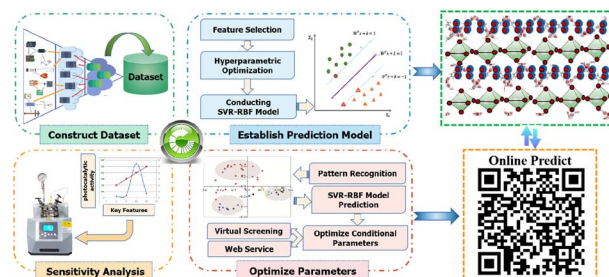 Dataset
Construct Dataset
Feature Selection
Hyperparametric
Optimization
Conducting
SVR-RBF Model
Establish Prediction Model
photocatalytic
activity
Key Features
Sensitivity Analysis
Pattern Recognition
SVR-RBF Model
Prediction
Virtual Screening
Web Service
Optimize Conditional
Parameters
Optimize Parameters
Online Predict